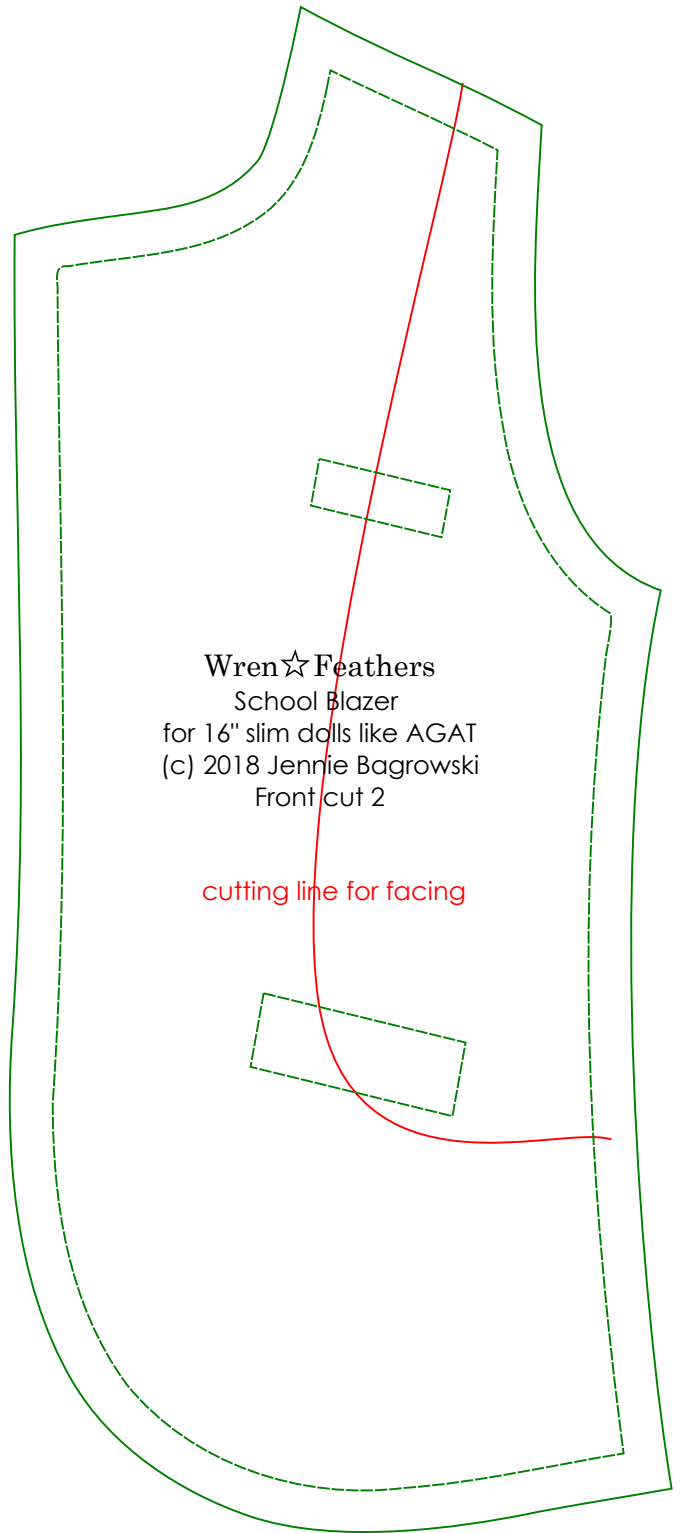 Wren☆Feathers
School Blazer
for 16" slim dolls like AGAT
(c) 2018 Jennie Bagrowski
Front cut 2
cutting line for facing